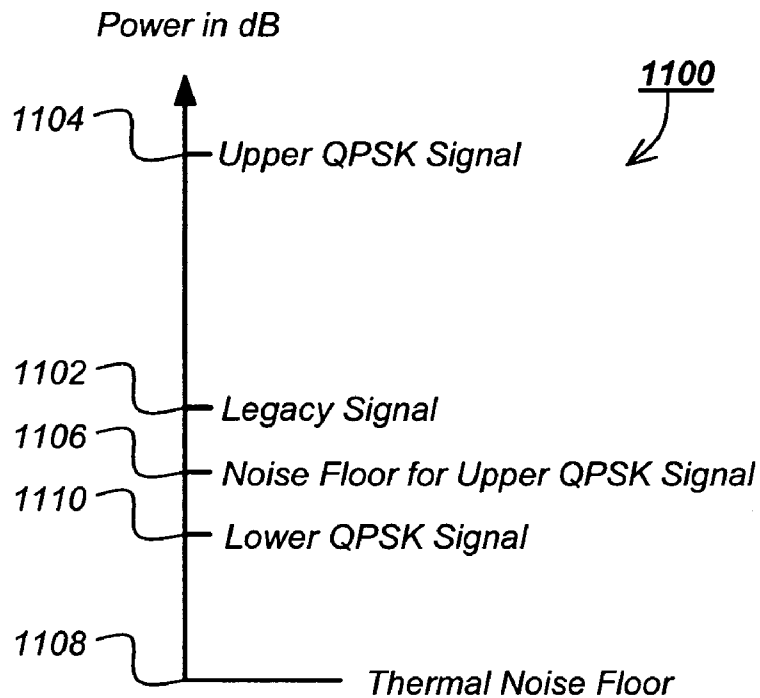 Power in dB
1100
1104 Upper QPSK Signal
1102 Legacy Signal
1106 Noise Floor for Upper QPSK Signal
1110 Lower QPSK Signal
1108 Thermal Noise Floor